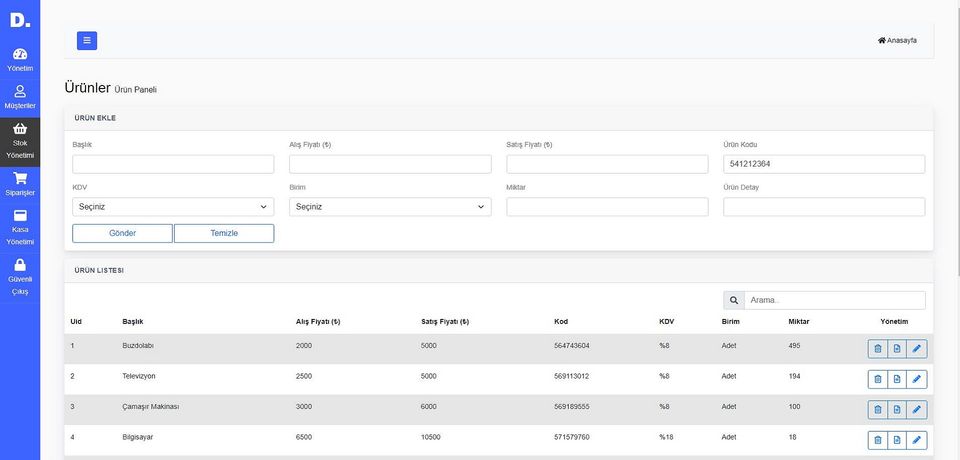 D.
Anasayfa
Yönetim
Müşteriler
Stok
Yönetimi
Siparişler
Kasa
Yönetimi
Güvenli
Çıkış
Ürünler Ürün Paneli
ÜRÜN EKLE
Başlık Alış Fiyatı (₺) Satış Fiyatı (₺) Ürün Kodu
541212364
KDV Birim Miktar Ürün Detay
Seçiniz Seçiniz
Gönder Temizle
ÜRÜN LİSTESİ
Arama..
Uid Başlık Alış Fiyatı (₺) Satış Fiyatı (₺) Kod KDV Birim Miktar Yönetim
1 Buzdolabı 2000 5000 564743604 %8 Adet 495
2 Televizyon 2500 5000 569113012 %8 Adet 194
3 Çamaşır Makinası 3000 6000 569189555 %8 Adet 100
4 Bilgisayar 6500 10500 571579760 %18 Adet 18